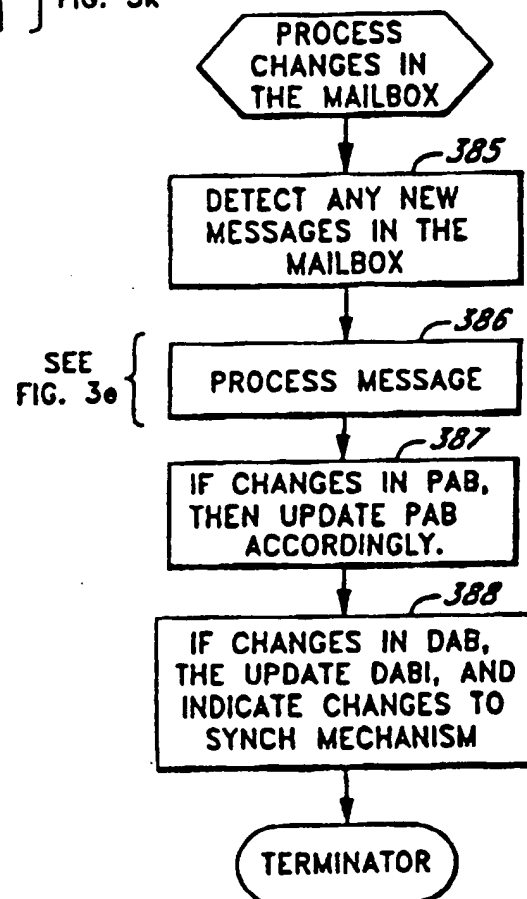 FIG. 3k
PROCESS
CHANGES IN
THE MAILBOX
385
DETECT ANY NEW
MESSAGES IN THE
MAILBOX
386
SEE
FIG. 3e
PROCESS MESSAGE
387
IF CHANGES IN PAB,
THEN UPDATE PAB
ACCORDINGLY.
388
IF CHANGES IN DAB,
THE UPDATE DABI, AND
INDICATE CHANGES TO
SYNCH MECHANISM
TERMINATOR